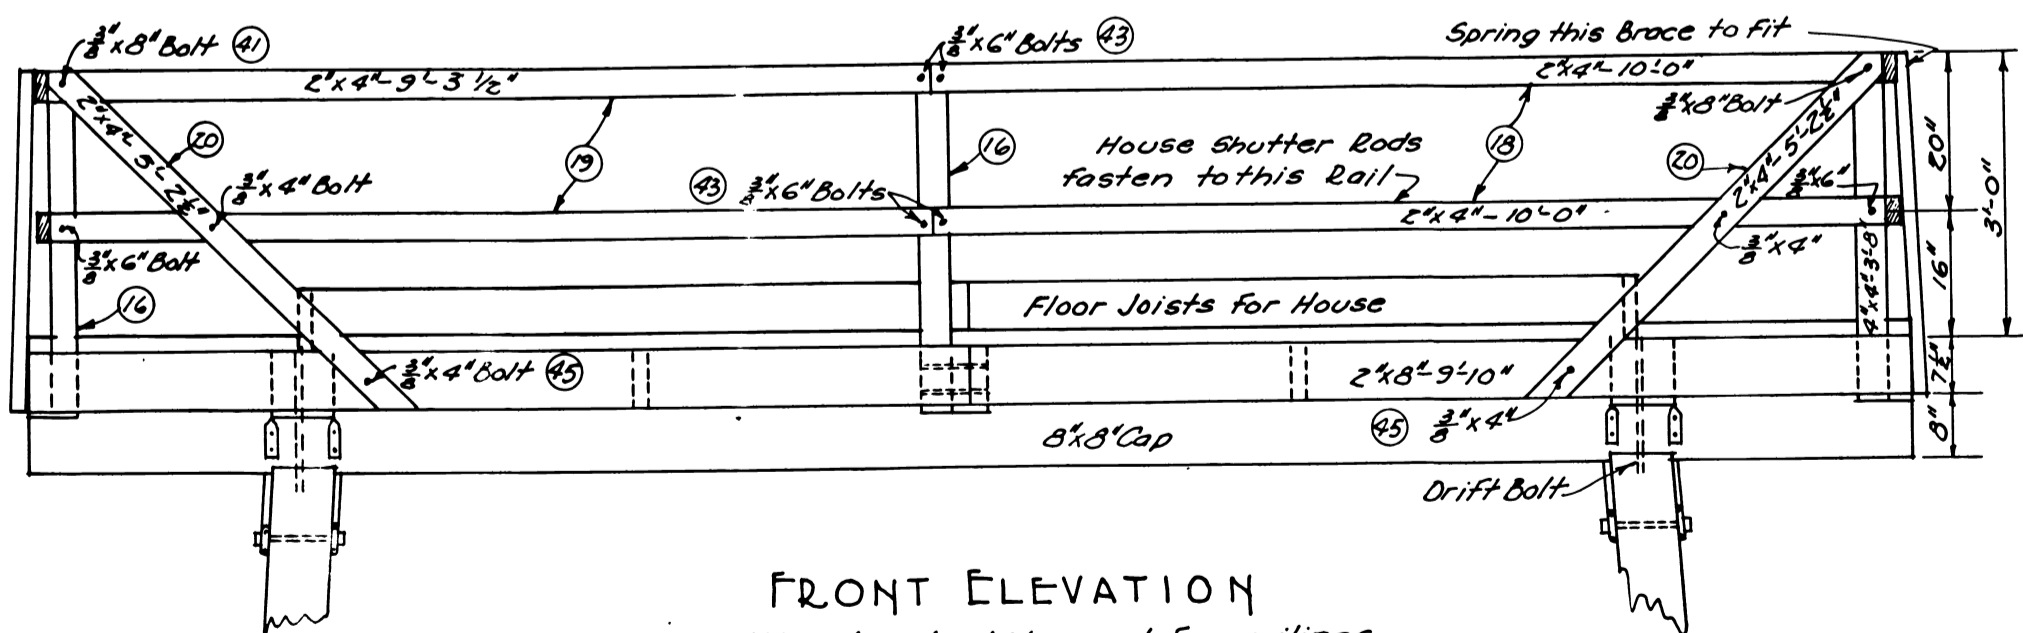 3/8"x8" Bolt 41
3/8"x6" Bolts 43
Spring this Brace to Fit
2"x4"-9'-3 1/2"
2"x4"-10'-0"
3/8"x8" Bolt
2"x4"-5'-2 1/2"
20
19
16
House Shutter Rods
fasten to this Rail
18
20
2"x4"-5'-2 1/2"
20"
3'-0"
3/8"x4" Bolt
43 3/8"x6" Bolts
3/8"x6"
2"x4"-10'-0"
3/8"x6" Bolt
3/8"x4"
4"x4"-3'-8"
16"
16
Floor Joists for House
3/8"x4" Bolt 45
2"x8"-9'-10"
7 1/2"
45 3/8"x4"
8"x8" Cap
8"
Drift Bolt
FRONT ELEVATION